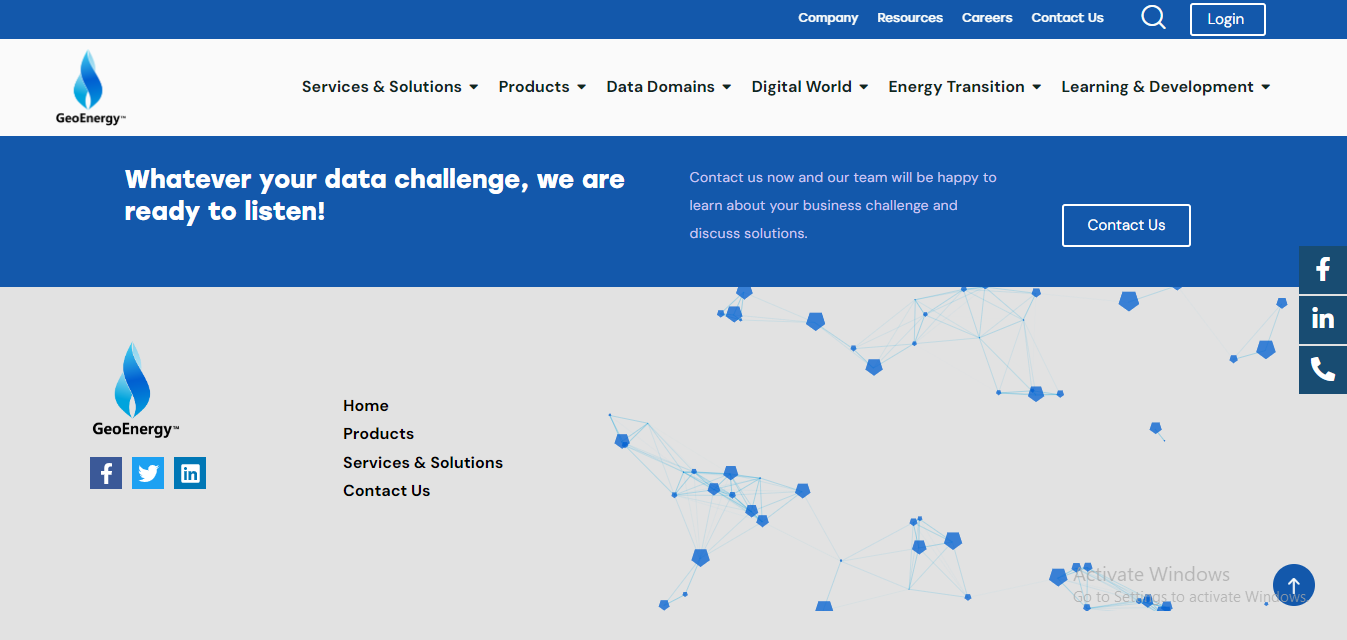 Company Resources Careers Contact Us Login
GeoEnergy™
Services & Solutions Products Data Domains Digital World Energy Transition Learning & Development
Whatever your data challenge, we are
ready to listen!
Contact us now and our team will be happy to
learn about your business challenge and
discuss solutions.
Contact Us
GeoEnergy™
Home
Products
Services & Solutions
Contact Us
Activate Windows
Go to Settings to activate Windows.